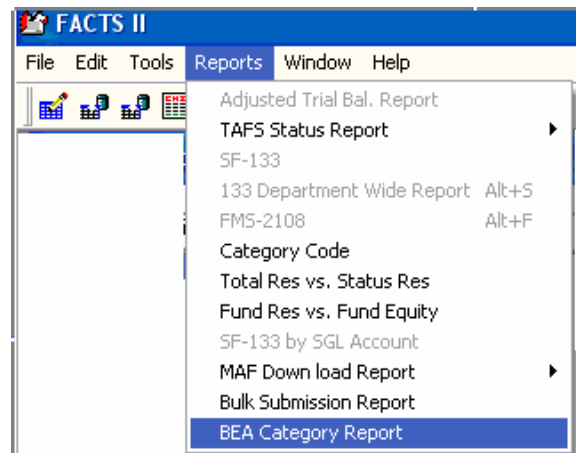 FACTS II
File Edit Tools Reports Window Help
Adjusted Trial Bal. Report
TAFS Status Report
SF-133
133 Department Wide Report Alt+S
FMS-2108 Alt+F
Category Code
Total Res vs. Status Res
Fund Res vs. Fund Equity
SF-133 by SGL Account
MAF Down load Report
Bulk Submission Report
BEA Category Report